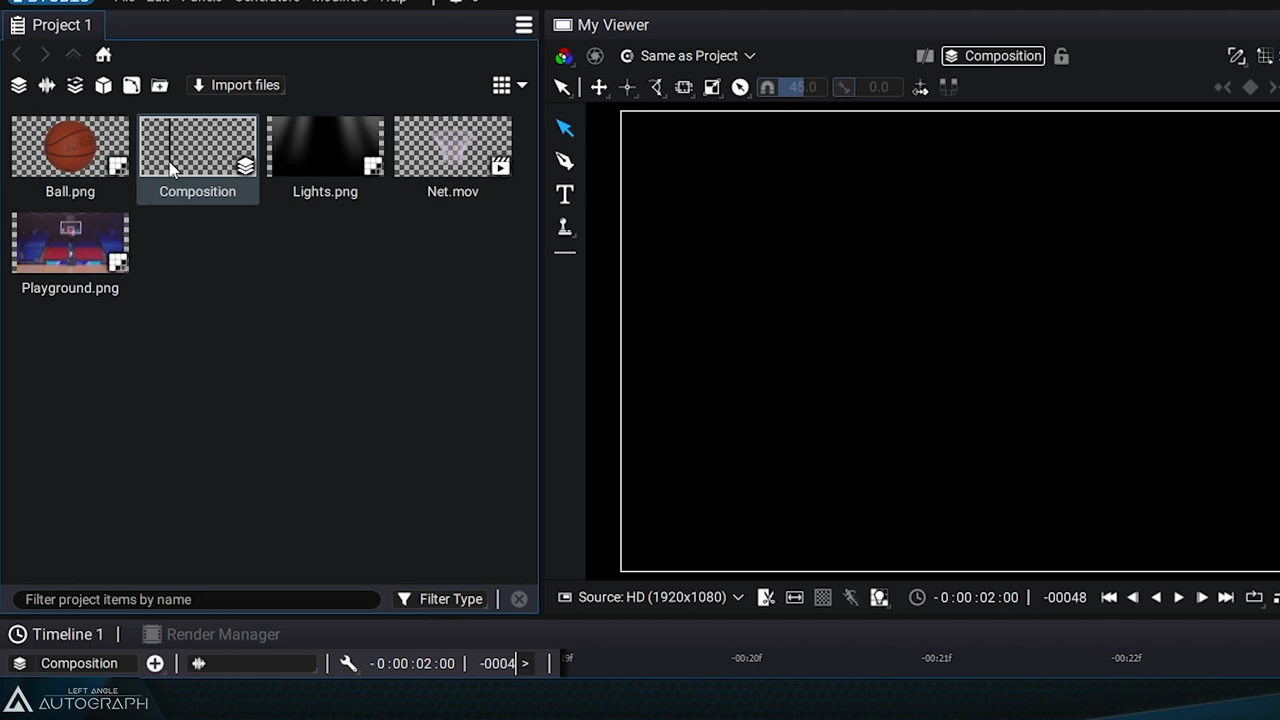 Project 1
My Viewer
Same as Project
Composition
Import files
45.0
0.0
Ball.png
Composition
Lights.png
Net.mov
Playground.png
Filter project items by name
Filter Type
Source: HD (1920x1080)
-0:00:02:00
-00048
Timeline 1
Render Manager
Composition
-0:00:02:00
-0004
>
-00:20f
-00:21f
-00:22f
LEFT ANGLE
AUTOGRAPH